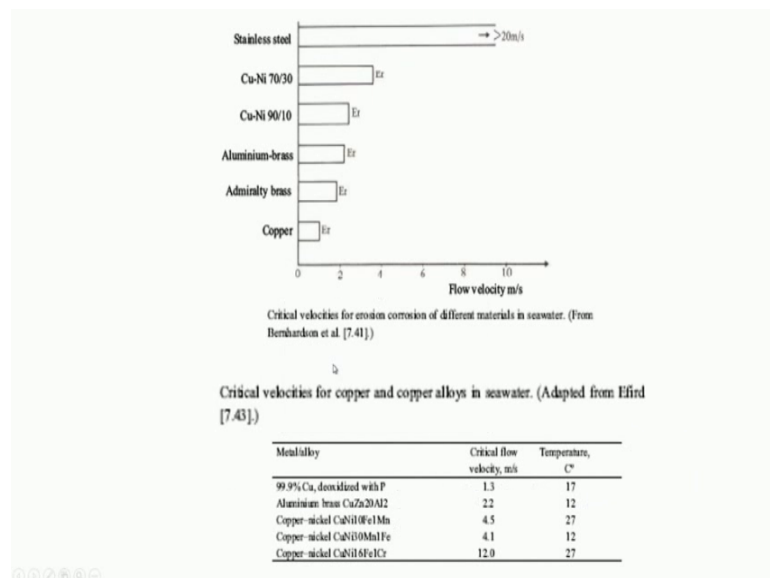 Stainless steel
>20m/s
Cu-Ni 70/30
Er
Cu-Ni 90/10
Er
Aluminium-brass
Er
Admiralty brass
Er
Copper
Er
0 2 4 6 8 10
Flow velocity m/s
Critical velocities for erosion corrosion of different materials in seawater. (From
Bernhardson et al. [7.41].)
Critical velocities for copper and copper alloys in seawater. (Adapted from Efird
[7.43].)
Metal/alloy Critical flow Temperature,
velocity, m/s C°
99.9% Cu, deoxidized with P 1.3 17
Aluminium brass CuZn20Al2 2.2 12
Copper-nickel CuNi10Fe1Mn 4.5 27
Copper-nickel CuNi30Mn1Fe 4.1 12
Copper-nickel CuNi16Fe1Cr 12.0 27